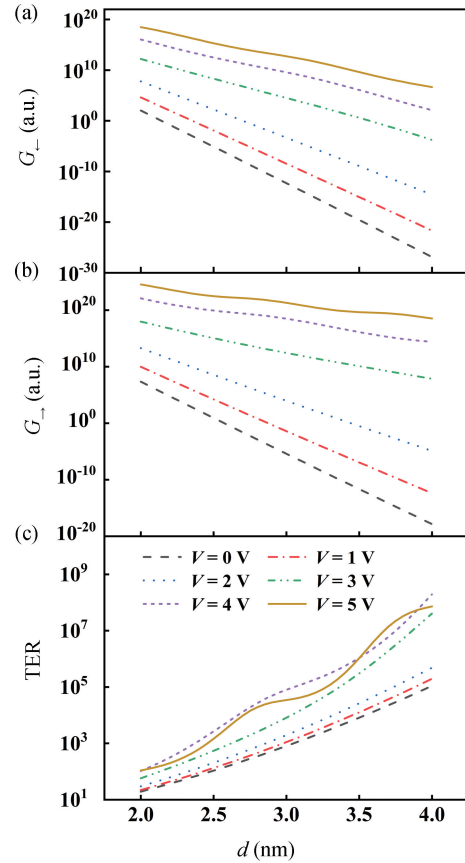 (a)
10^20
10^10
10^0
10^-10
10^-20
10^-30
G← (a.u.)
(b)
10^20
10^10
10^0
10^-10
10^-20
G→ (a.u.)
(c)
V = 0 V V = 1 V
V = 2 V V = 3 V
V = 4 V V = 5 V
10^9
10^7
10^5
10^3
10^1
TER
2.0 2.5 3.0 3.5 4.0
d (nm)